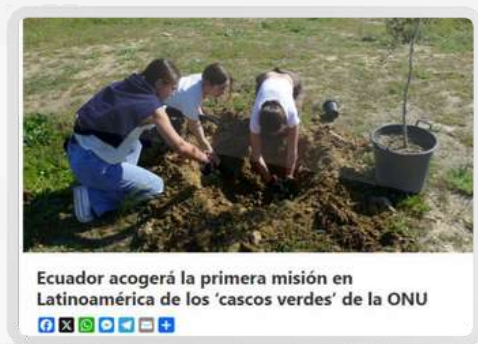 Ecuador acogerá la primera misión en
Latinoamérica de los ‘cascos verdes’ de la ONU